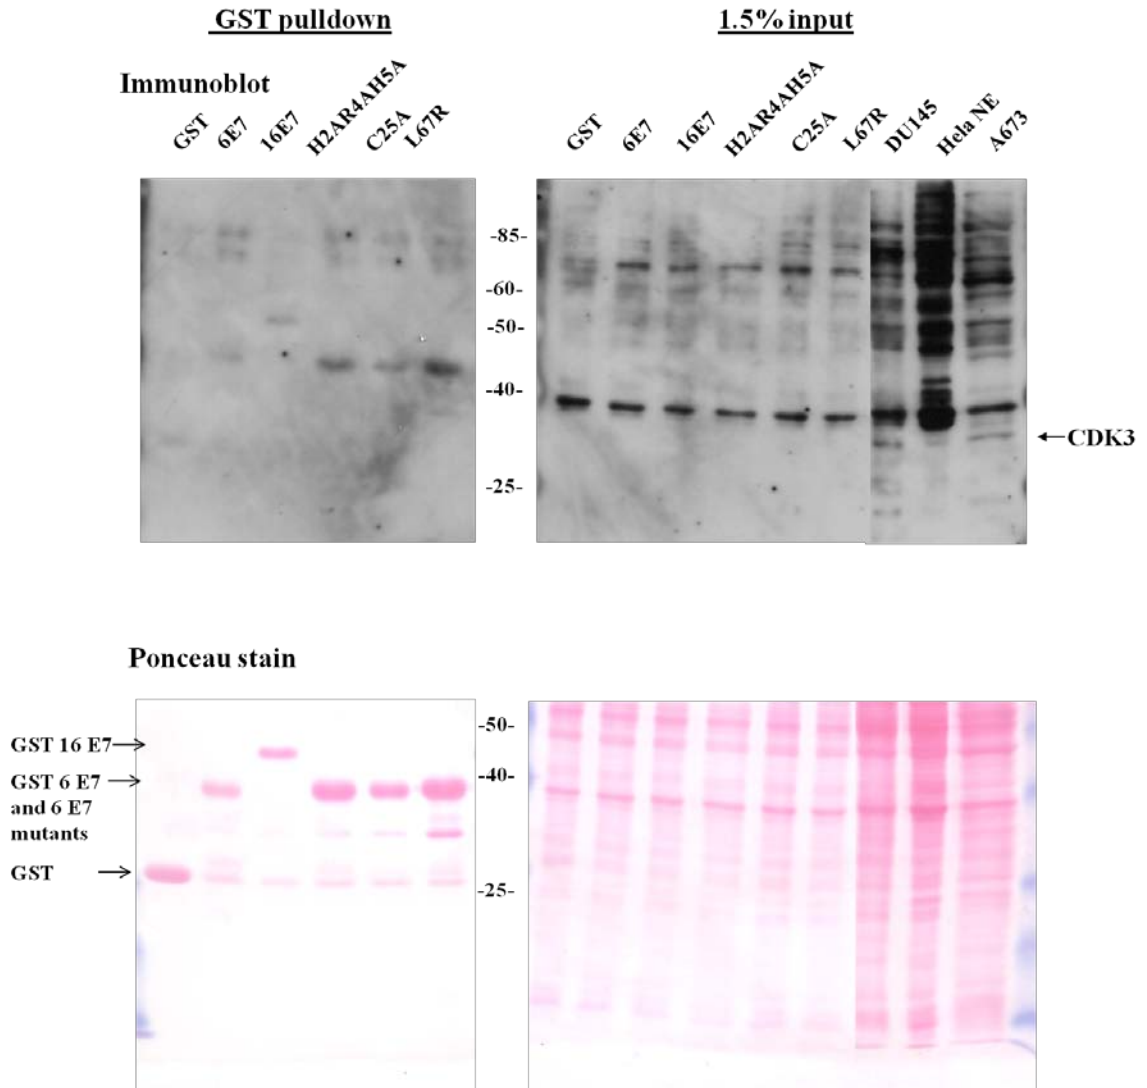 GST pulldown
1.5% input
Immunoblot
GST
6E7
16E7
H2AR4AH5A
C25A
L67R
GST
6E7
16E7
H2AR4AH5A
C25A
L67R
DU145
Hela NE
A673
-85-
-60-
-50-
-40-
-25-
CDK3
Ponceau stain
GST 16 E7
GST 6 E7
and 6 E7
mutants
GST
-50-
-40-
-25-